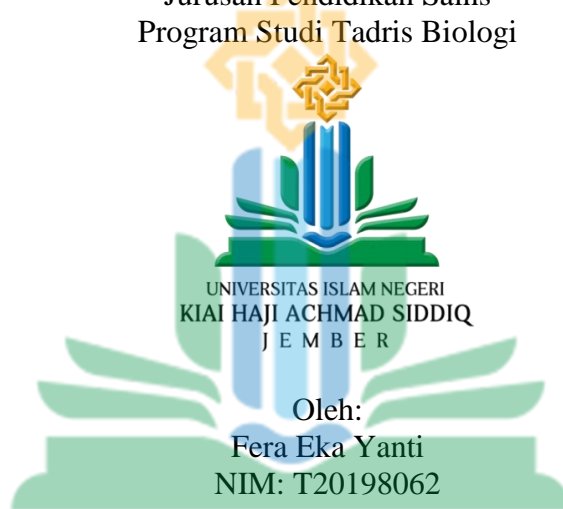 Jurusan Pendidikan Sains
Program Studi Tadris Biologi
UNIVERSITAS ISLAM NEGERI
KIAI HAJI ACHMAD SIDDIQ
JEMBER
Oleh:
Fera Eka Yanti
NIM: T20198062